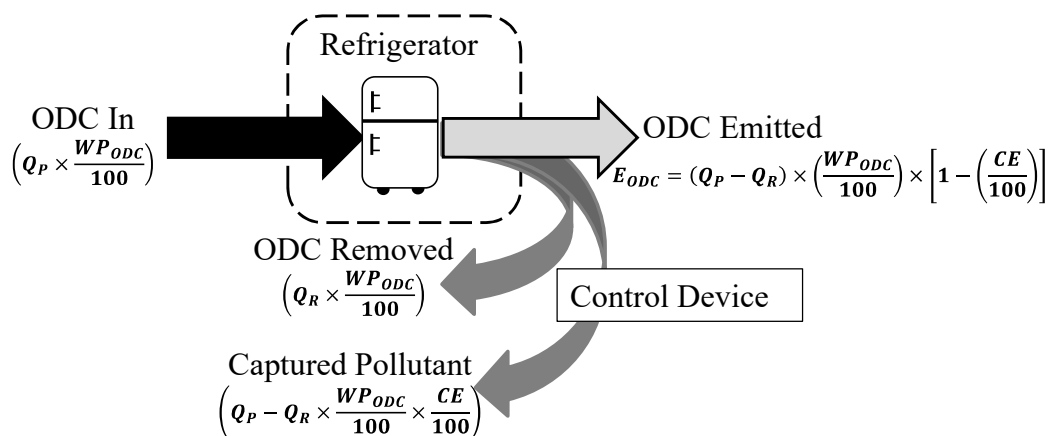 Refrigerator
ODC In
(Q_P × WP_ODC/100)
ODC Emitted
E_ODC = (Q_P − Q_R) × (WP_ODC/100) × [1 − (CE/100)]
ODC Removed
(Q_R × WP_ODC/100)
Control Device
Captured Pollutant
(Q_P − Q_R × WP_ODC/100 × CE/100)